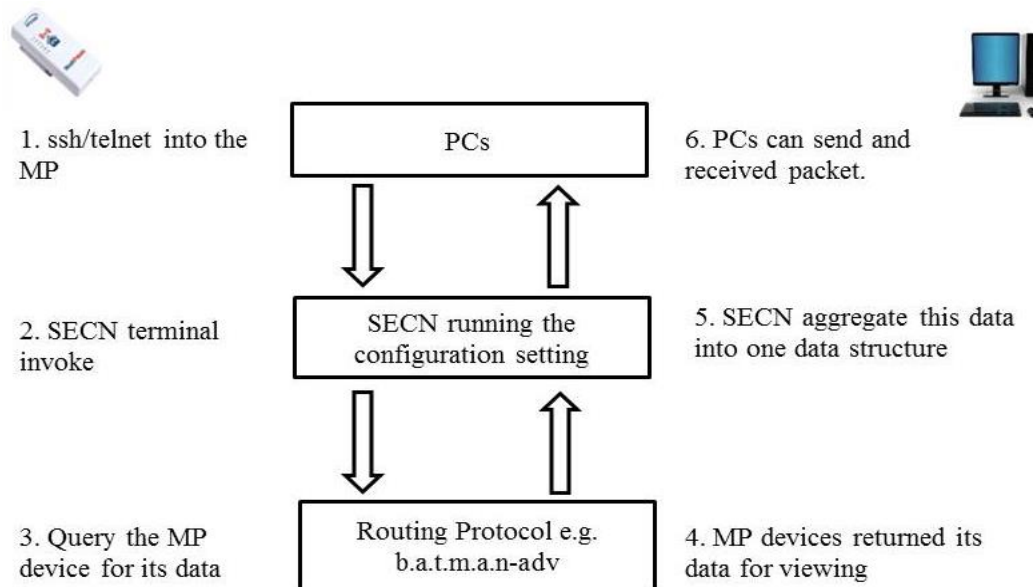 1. ssh/telnet into the
MP
PCs
6. PCs can send and
received packet.
2. SECN terminal
invoke
SECN running the
configuration setting
5. SECN aggregate this data
into one data structure
3. Query the MP
device for its data
Routing Protocol e.g.
b.a.t.m.a.n-adv
4. MP devices returned its
data for viewing